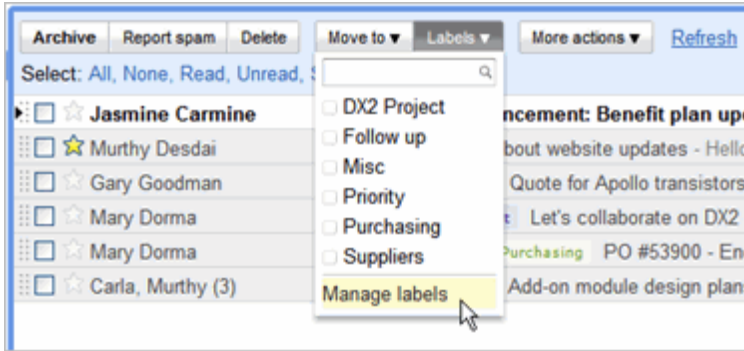 Archive Report spam Delete Move to ▼ Labels ▼ More actions ▼ Refresh
Select: All, None, Read, Unread,
DX2 Project
Follow up
Misc
Priority
Purchasing
Suppliers
Manage labels
Jasmine Carmine ncement: Benefit plan up
Murthy Desdai bout website updates - Hello
Gary Goodman Quote for Apollo transistors
Mary Dorma t Let's collaborate on DX2
Mary Dorma Purchasing PO #53900 - En
Carla, Murthy (3) Add-on module design plan